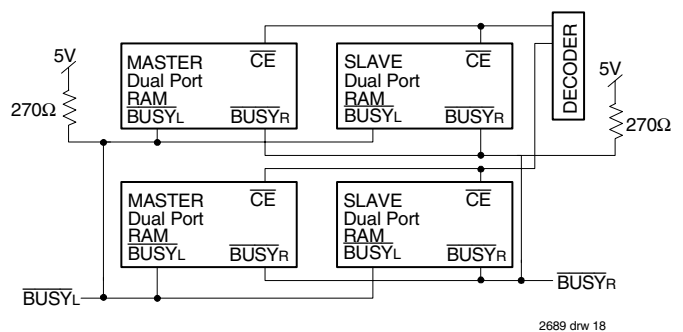 5V
270Ω
MASTER
Dual Port
RAM
BUSYL
CE
BUSYR
SLAVE
Dual Port
RAM
BUSYL
CE
BUSYR
DECODER
5V
270Ω
MASTER
Dual Port
RAM
BUSYL
CE
BUSYR
SLAVE
Dual Port
RAM
BUSYL
CE
BUSYR
BUSYL
BUSYR
2689 drw 18